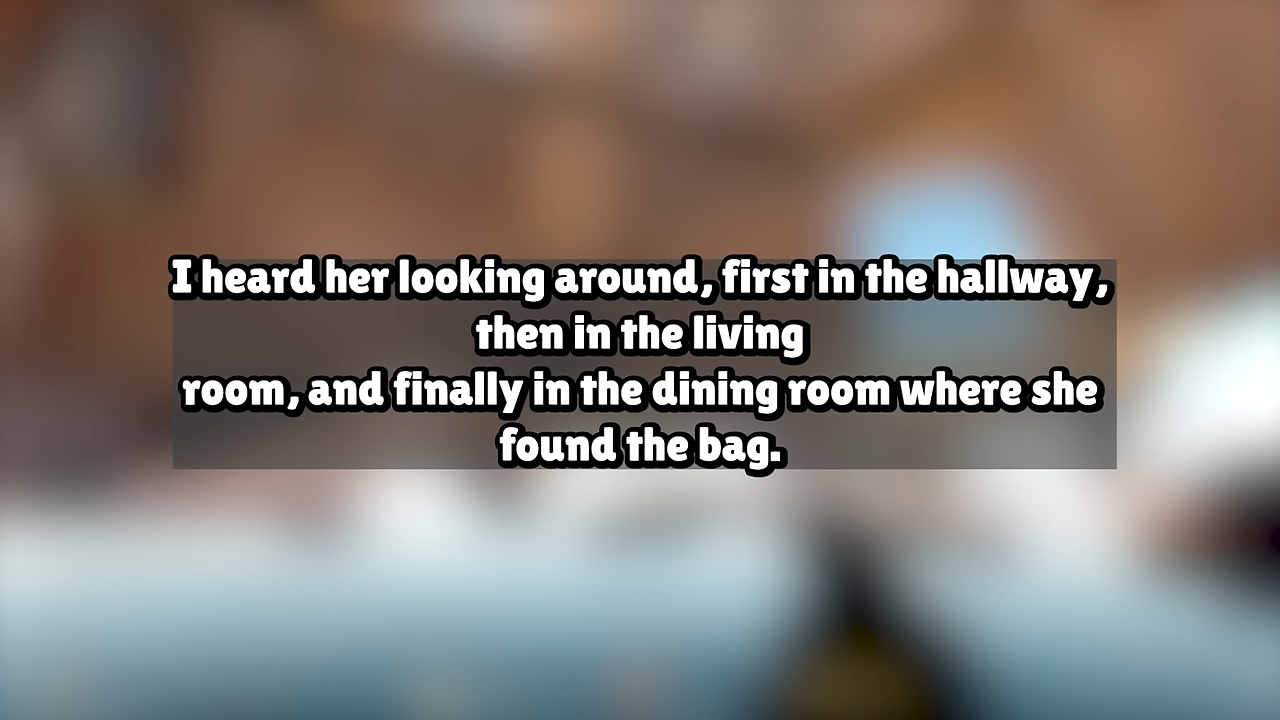 I heard her looking around, first in the hallway,
then in the living
room, and finally in the dining room where she
found the bag.